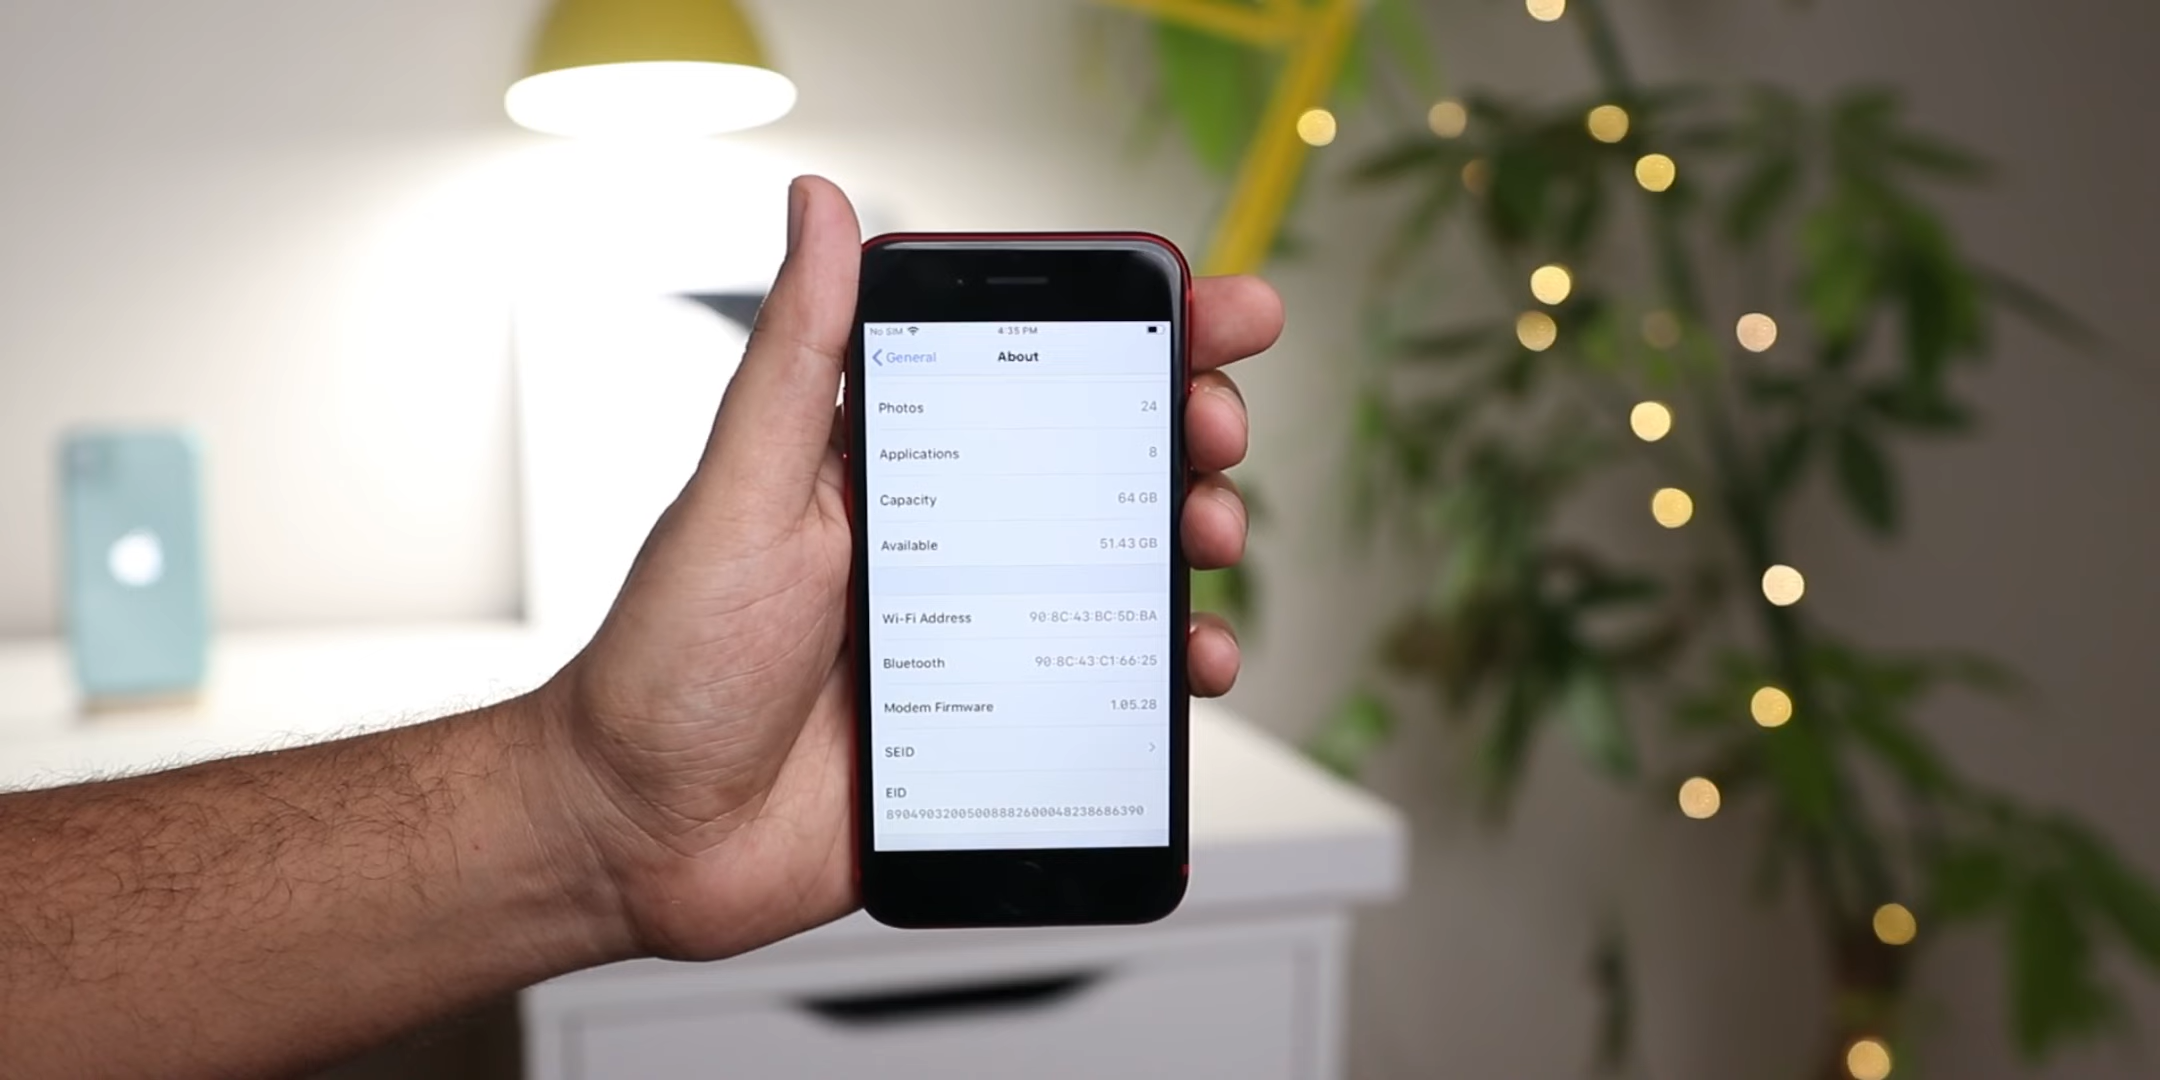 No SIM 4:35 PM
General About
Photos 24
Applications 8
Capacity 64 GB
Available 51.43 GB
Wi-Fi Address 90:8C:43:BC:5D:BA
Bluetooth 90:8C:43:C1:66:25
Modem Firmware 1.05.28
SEID
EID
89049032005008882600048238686390